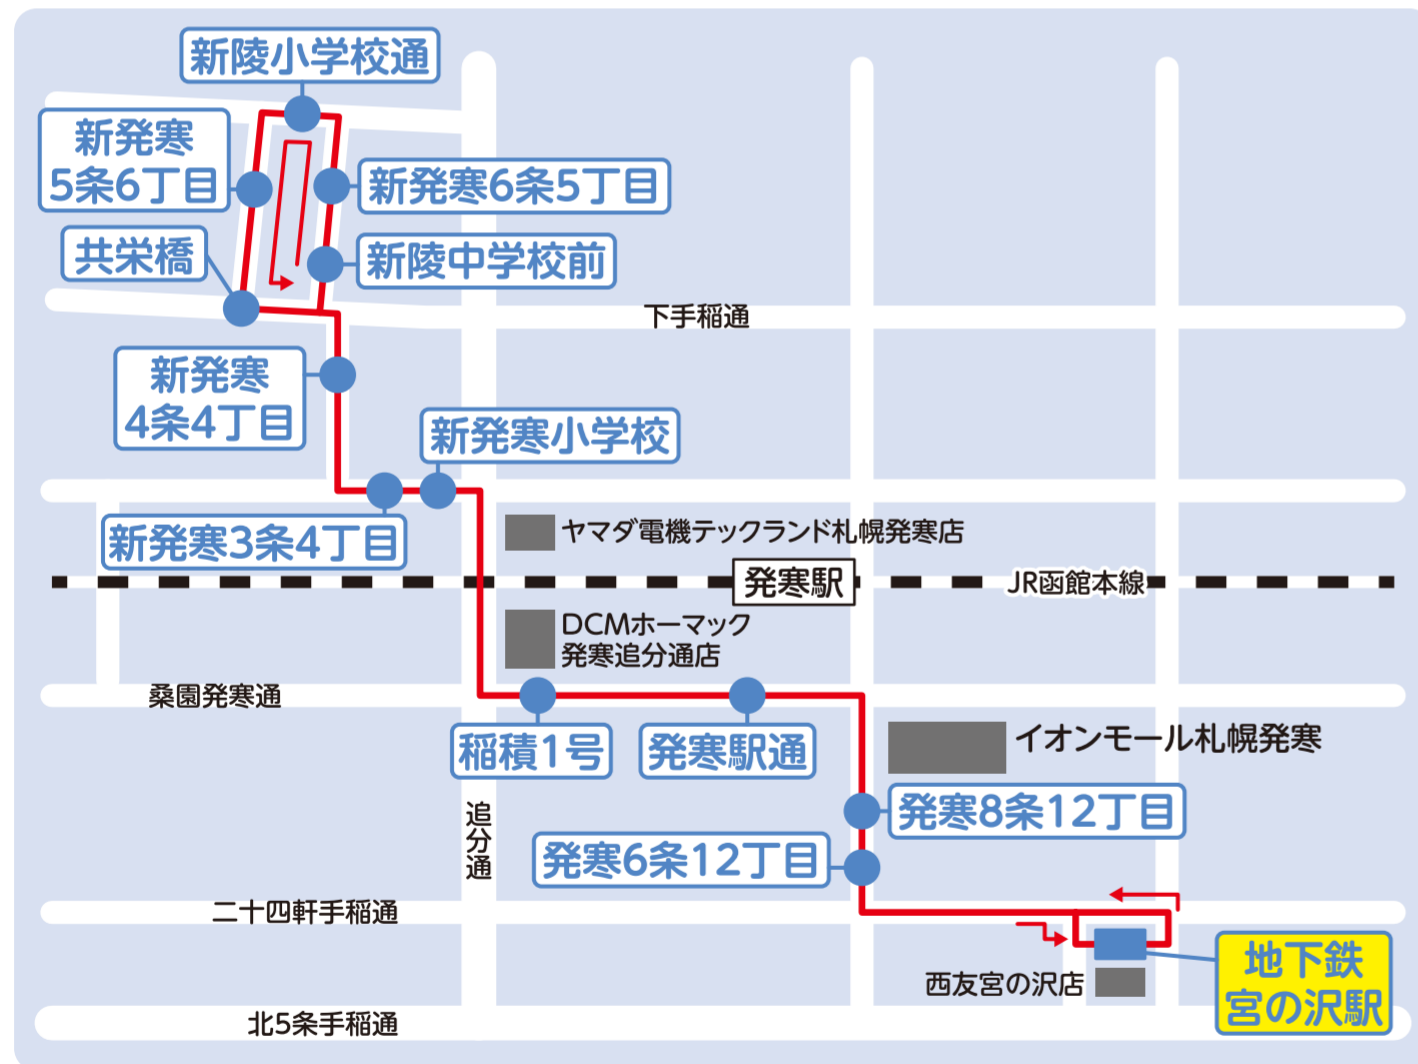 新陵小学校通
新発寒
5条6丁目
新発寒6条5丁目
共栄橋
新陵中学校前
下手稲通
新発寒
4条4丁目
新発寒小学校
新発寒3条4丁目
ヤマダ電機テックランド札幌発寒店
発寒駅
JR函館本線
DCMホーマック
発寒追分通店
桑園発寒通
稲積1号
発寒駅通
イオンモール札幌発寒
追分通
発寒8条12丁目
発寒6条12丁目
二十四軒手稲通
西友宮の沢店
地下鉄
宮の沢駅
北5条手稲通